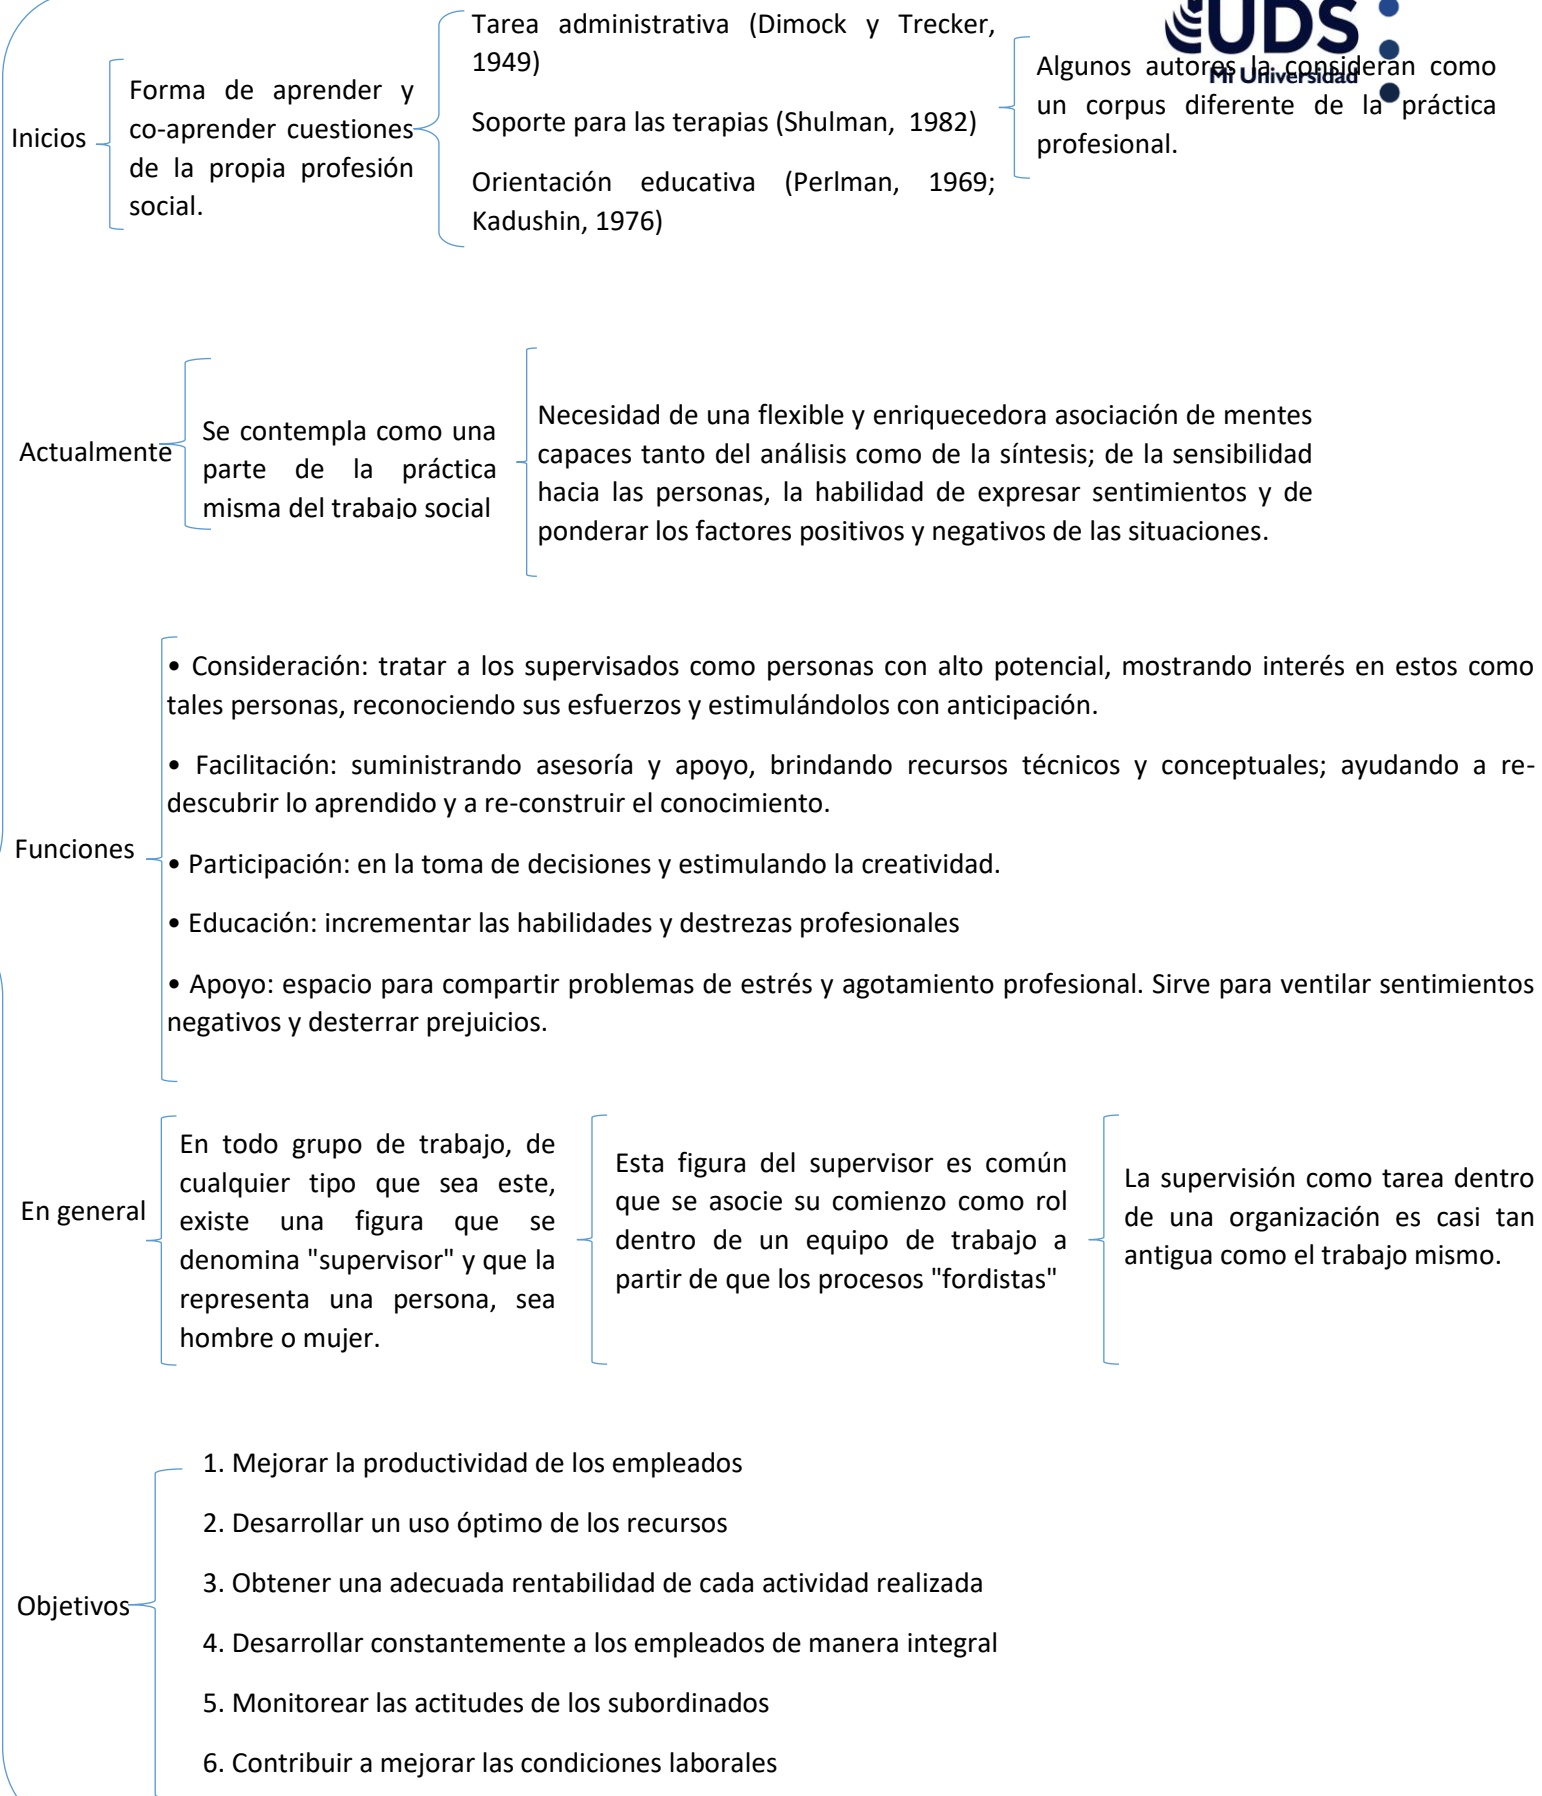 UDS
Mi Universidad
Inicios
Forma de aprender y
co-aprender cuestiones
de la propia profesión
social.
Tarea administrativa (Dimock y Trecker,
1949)
Soporte para las terapias (Shulman, 1982)
Orientación educativa (Perlman, 1969;
Kadushin, 1976)
Algunos autores la consideran como
un corpus diferente de la práctica
profesional.
Actualmente
Se contempla como una
parte de la práctica
misma del trabajo social
Necesidad de una flexible y enriquecedora asociación de mentes
capaces tanto del análisis como de la síntesis; de la sensibilidad
hacia las personas, la habilidad de expresar sentimientos y de
ponderar los factores positivos y negativos de las situaciones.
Funciones
• Consideración: tratar a los supervisados como personas con alto potencial, mostrando interés en estos como
tales personas, reconociendo sus esfuerzos y estimulándolos con anticipación.
• Facilitación: suministrando asesoría y apoyo, brindando recursos técnicos y conceptuales; ayudando a re-
descubrir lo aprendido y a re-construir el conocimiento.
• Participación: en la toma de decisiones y estimulando la creatividad.
• Educación: incrementar las habilidades y destrezas profesionales
• Apoyo: espacio para compartir problemas de estrés y agotamiento profesional. Sirve para ventilar sentimientos
negativos y desterrar prejuicios.
En general
En todo grupo de trabajo, de
cualquier tipo que sea este,
existe una figura que se
denomina "supervisor" y que la
representa una persona, sea
hombre o mujer.
Esta figura del supervisor es común
que se asocie su comienzo como rol
dentro de un equipo de trabajo a
partir de que los procesos "fordistas"
La supervisión como tarea dentro
de una organización es casi tan
antigua como el trabajo mismo.
Objetivos
1. Mejorar la productividad de los empleados
2. Desarrollar un uso óptimo de los recursos
3. Obtener una adecuada rentabilidad de cada actividad realizada
4. Desarrollar constantemente a los empleados de manera integral
5. Monitorear las actitudes de los subordinados
6. Contribuir a mejorar las condiciones laborales